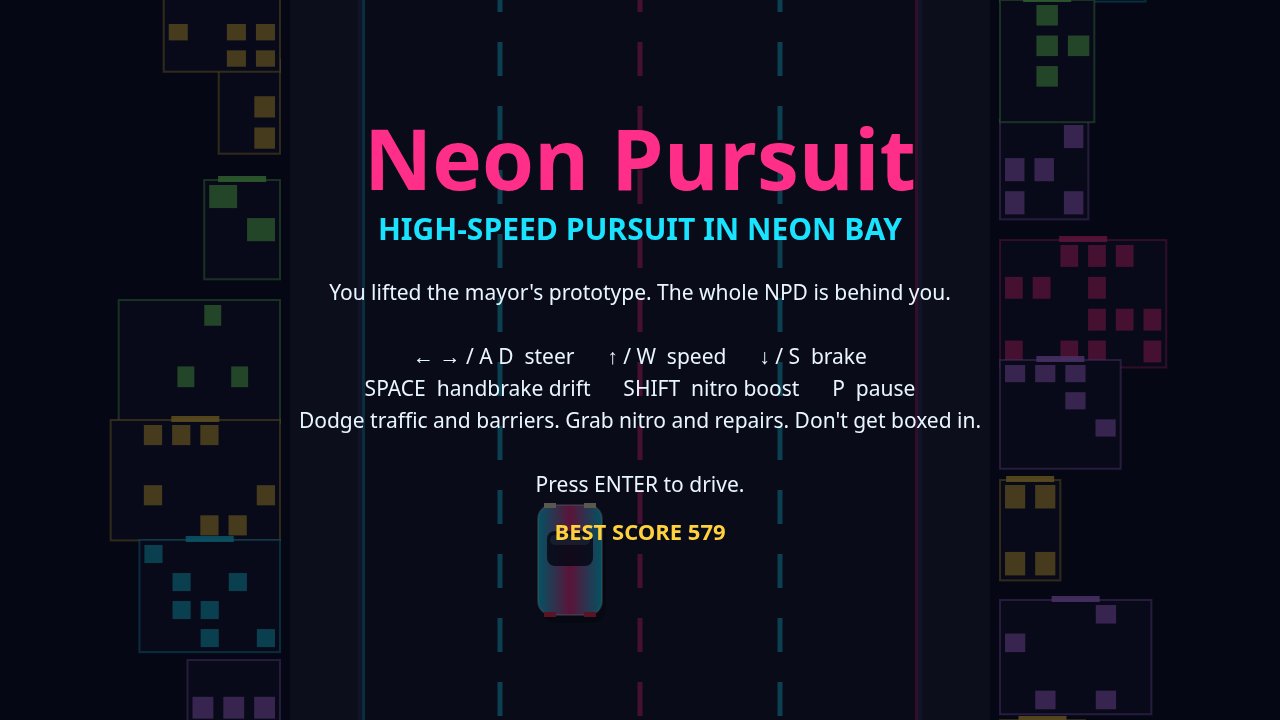 Neon Pursuit
HIGH-SPEED PURSUIT IN NEON BAY
You lifted the mayor's prototype. The whole NPD is behind you.
← → / A D  steer      ↑ / W  speed      ↓ / S  brake
SPACE  handbrake drift      SHIFT  nitro boost      P  pause
Dodge traffic and barriers. Grab nitro and repairs. Don't get boxed in.
Press ENTER to drive.
BEST SCORE 579